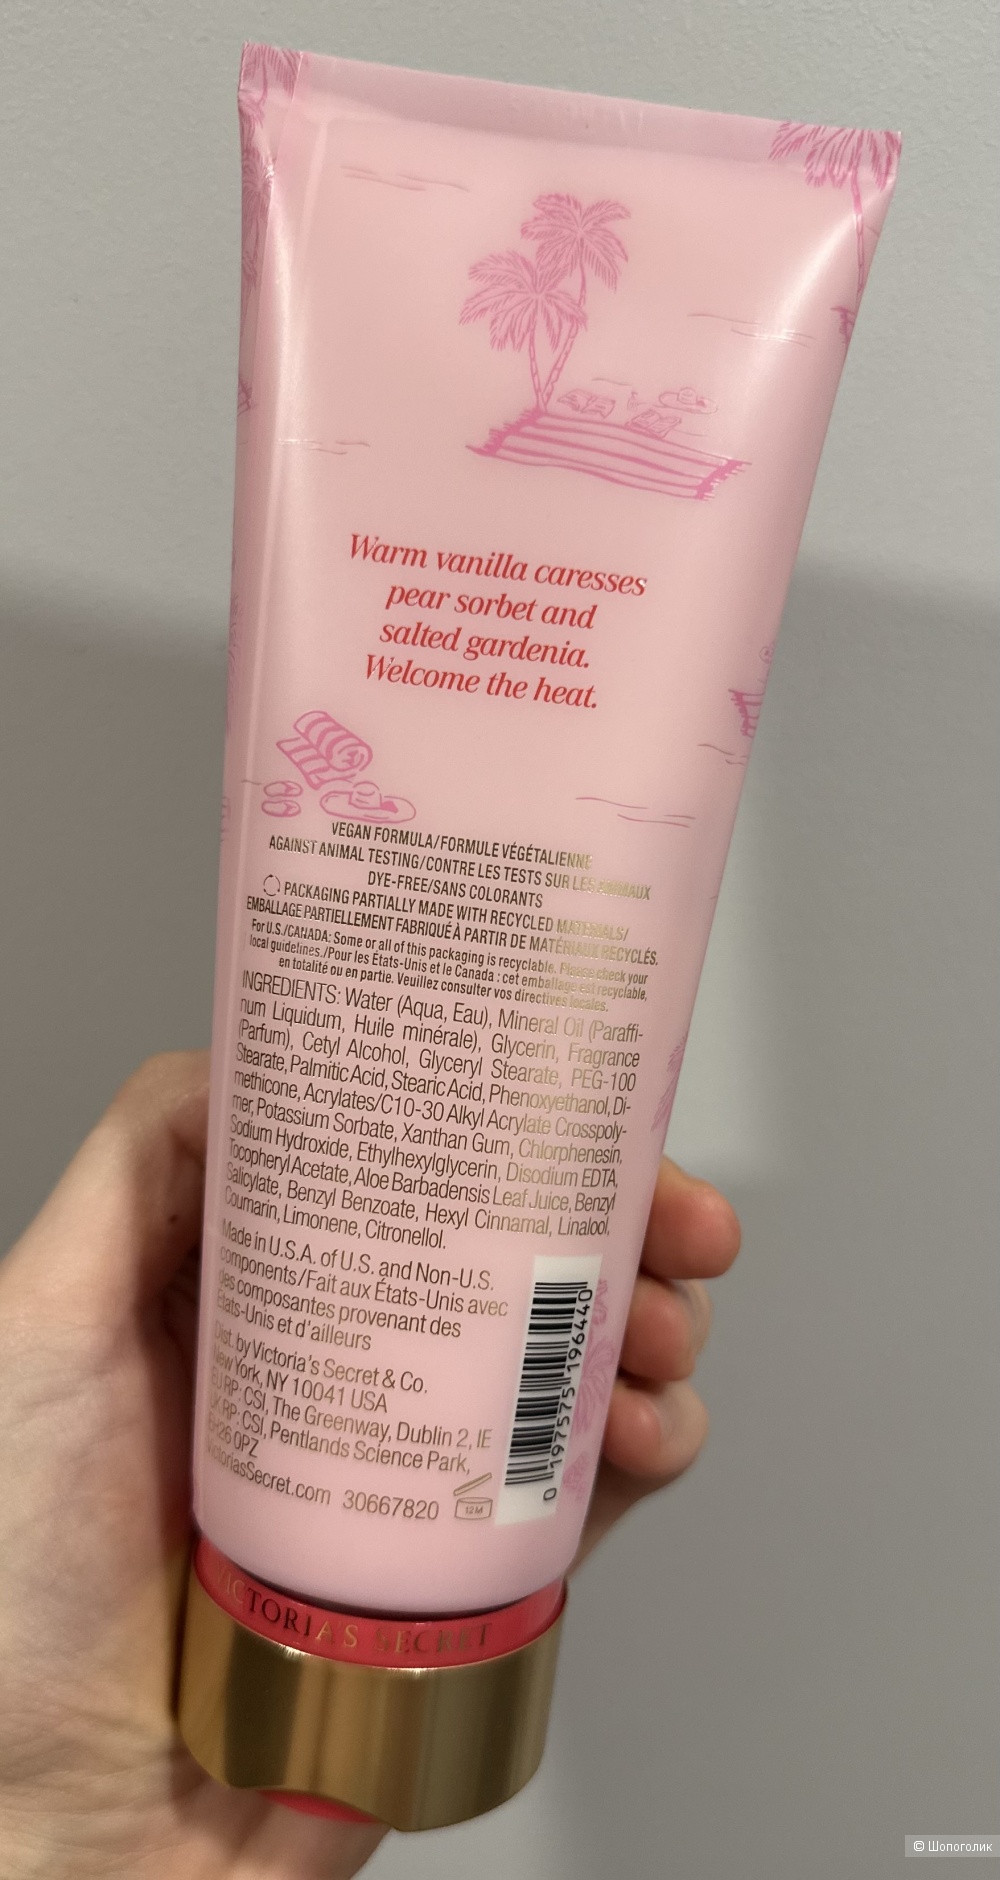 Warm vanilla caresses
pear sorbet and
salted gardenia.
Welcome the heat.
VEGAN FORMULA/FORMULE VÉGÉTALIENNE
AGAINST ANIMAL TESTING/CONTRE LES TESTS SUR LES ANIMAUX
DYE-FREE/SANS COLORANTS
PACKAGING PARTIALLY MADE WITH RECYCLED MATERIALS/
EMBALLAGE PARTIELLEMENT FABRIQUÉ À PARTIR DE MATÉRIAUX RECYCLÉS.
For U.S./CANADA: Some or all of this packaging is recyclable. Please check your
local guidelines./Pour les États-Unis et le Canada : cet emballage est recyclable,
en totalité ou en partie. Veuillez consulter vos directives locales.
INGREDIENTS: Water (Aqua, Eau), Mineral Oil (Paraffi-
num Liquidum, Huile minérale), Glycerin, Fragrance
(Parfum), Cetyl Alcohol, Glyceryl Stearate, PEG-100
Stearate, Palmitic Acid, Stearic Acid, Phenoxyethanol, Di-
methicone, Acrylates/C10-30 Alkyl Acrylate Crosspoly-
mer, Potassium Sorbate, Xanthan Gum, Chlorphenesin,
Sodium Hydroxide, Ethylhexylglycerin, Disodium EDTA,
Tocopheryl Acetate, Aloe Barbadensis Leaf Juice, Benzyl
Salicylate, Benzyl Benzoate, Hexyl Cinnamal, Linalool,
Coumarin, Limonene, Citronellol.
Made in U.S.A. of U.S. and Non-U.S.
components/Fait aux États-Unis avec
des composantes provenant des
États-Unis et d'ailleurs
Dist. by Victoria's Secret & Co.
New York, NY 10041 USA
EU RP: CSI, The Greenway, Dublin 2, IE
UK RP: CSI, Pentlands Science Park,
EH26 0PZ
VictoriasSecret.com 30667820
12M
0 197575 196440
VICTORIA'S SECRET
© Шопоголик